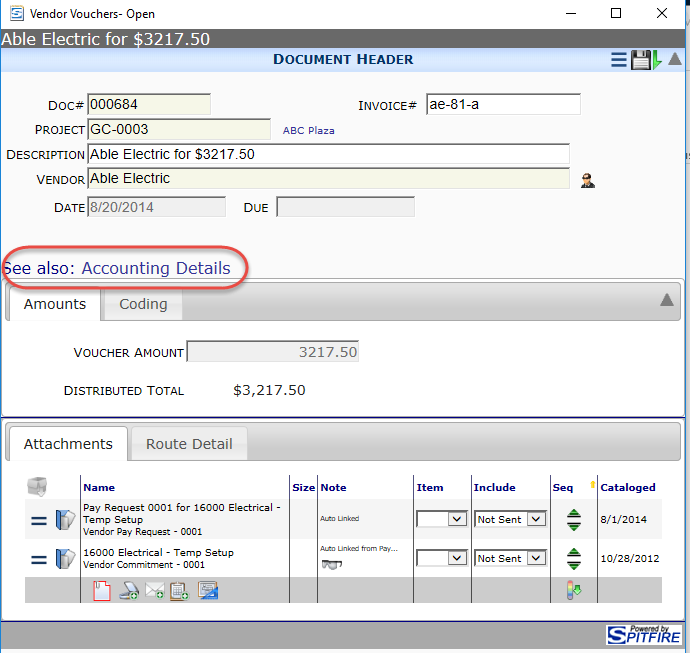 Vendor Vouchers- Open
Able Electric for $3217.50
DOCUMENT HEADER
DOC# 000684 INVOICE# ae-81-a
PROJECT GC-0003 ABC Plaza
DESCRIPTION Able Electric for $3217.50
VENDOR Able Electric
DATE 8/20/2014 DUE
See also: Accounting Details
Amounts Coding
VOUCHER AMOUNT 3217.50
DISTRIBUTED TOTAL $3,217.50
Attachments Route Detail
Name Size Note Item Include Seq Cataloged
Pay Request 0001 for 16000 Electrical -
Temp Setup
Vendor Pay Request - 0001
Auto Linked Not Sent 8/1/2014
16000 Electrical - Temp Setup
Vendor Commitment - 0001
Auto Linked from Pay... Not Sent 10/28/2012
Powered by
SPITFIRE